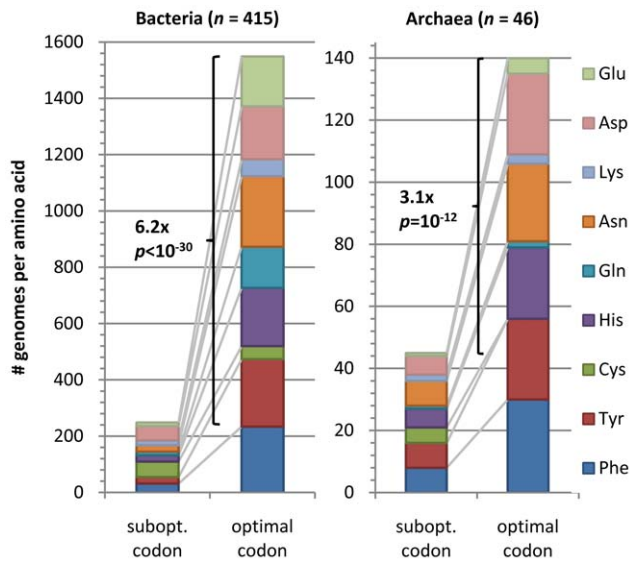 Bacteria (n = 415)
Archaea (n = 46)
# genomes per amino acid
1600
1400
1200
1000
800
600
400
200
0
6.2x
p<10⁻³⁰
subopt. codon
optimal codon
140
120
100
80
60
40
20
0
3.1x
p=10⁻¹²
subopt. codon
optimal codon
Glu
Asp
Lys
Asn
Gln
His
Cys
Tyr
Phe